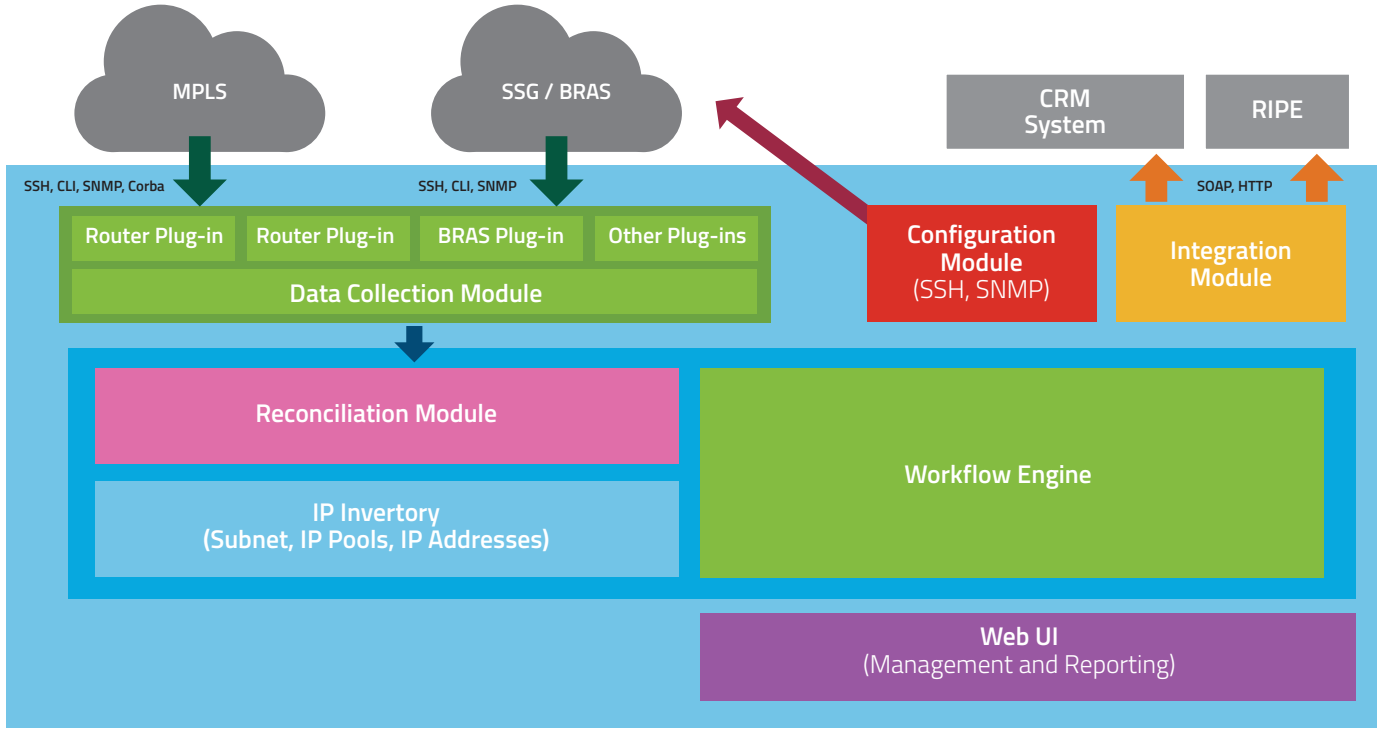 MPLS
SSG / BRAS
CRM
System
RIPE
SSH, CLI, SNMP, Corba
SSH, CLI, SNMP
SOAP, HTTP
Router Plug-in
Router Plug-in
BRAS Plug-in
Other Plug-ins
Data Collection Module
Configuration
Module
(SSH, SNMP)
Integration
Module
Reconciliation Module
IP Invertory
(Subnet, IP Pools, IP Addresses)
Workflow Engine
Web UI
(Management and Reporting)